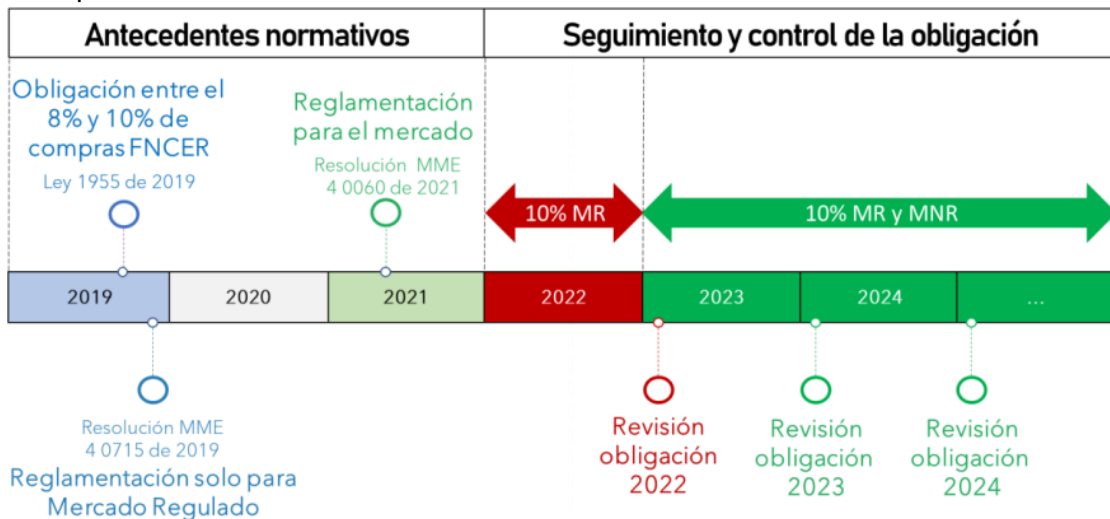 Antecedentes normativos
Seguimiento y control de la obligación
Obligación entre el
8% y 10% de
compras FNCER
Ley 1955 de 2019
Reglamentación
para el mercado
Resolución MME
4 0060 de 2021
10% MR
10% MR y MNR
2019
2020
2021
2022
2023
2024
...
Resolución MME
4 0715 de 2019
Reglamentación solo para
Mercado Regulado
Revisión
obligación
2022
Revisión
obligación
2023
Revisión
obligación
2024